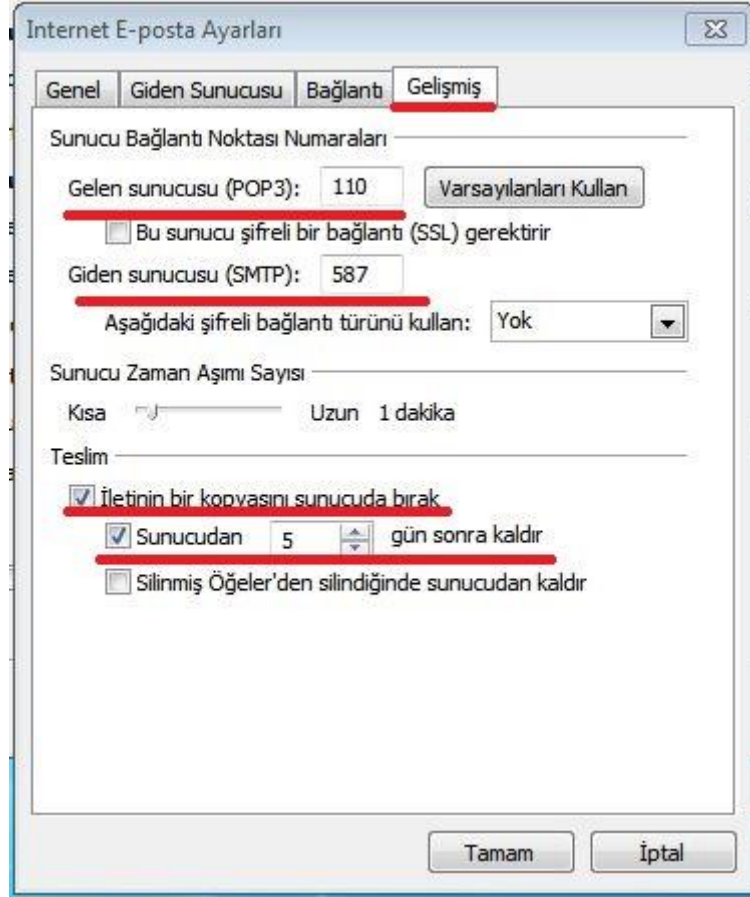 Internet E-posta Ayarları
Genel Giden Sunucusu Bağlantı Gelişmiş
Sunucu Bağlantı Noktası Numaraları
Gelen sunucusu (POP3): 110 Varsayılanları Kullan
Bu sunucu şifreli bir bağlantı (SSL) gerektirir
Giden sunucusu (SMTP): 587
Aşağıdaki şifreli bağlantı türünü kullan: Yok
Sunucu Zaman Aşımı Sayısı
Kısa Uzun 1 dakika
Teslim
İletinin bir kopyasını sunucuda bırak
Sunucudan 5 gün sonra kaldır
Silinmiş Öğeler'den silindiğinde sunucudan kaldır
Tamam İptal